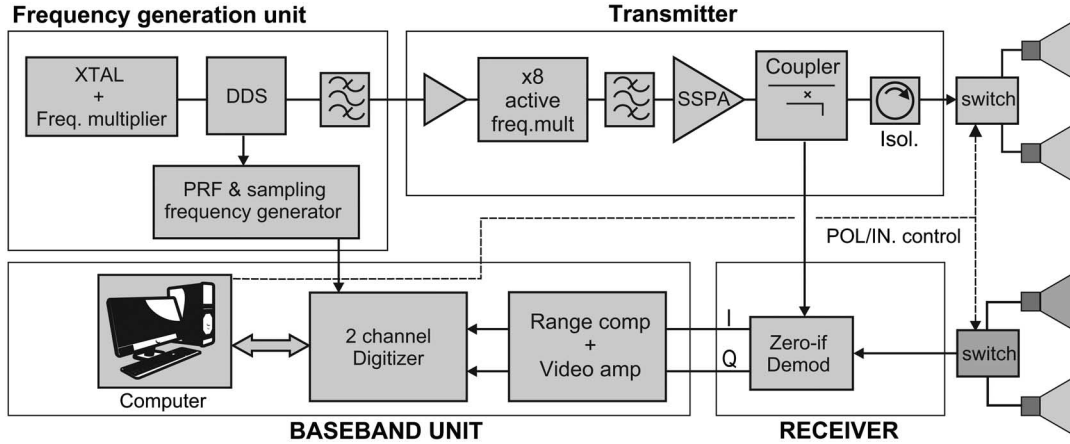 Frequency generation unit
Transmitter
XTAL
+
Freq. multiplier
DDS
x8
active
freq.mult
SSPA
Coupler
×
Isol.
switch
PRF & sampling
frequency generator
POL/IN. control
Computer
2 channel
Digitizer
Range comp
+
Video amp
I
Q
Zero-if
Demod
switch
BASEBAND UNIT
RECEIVER